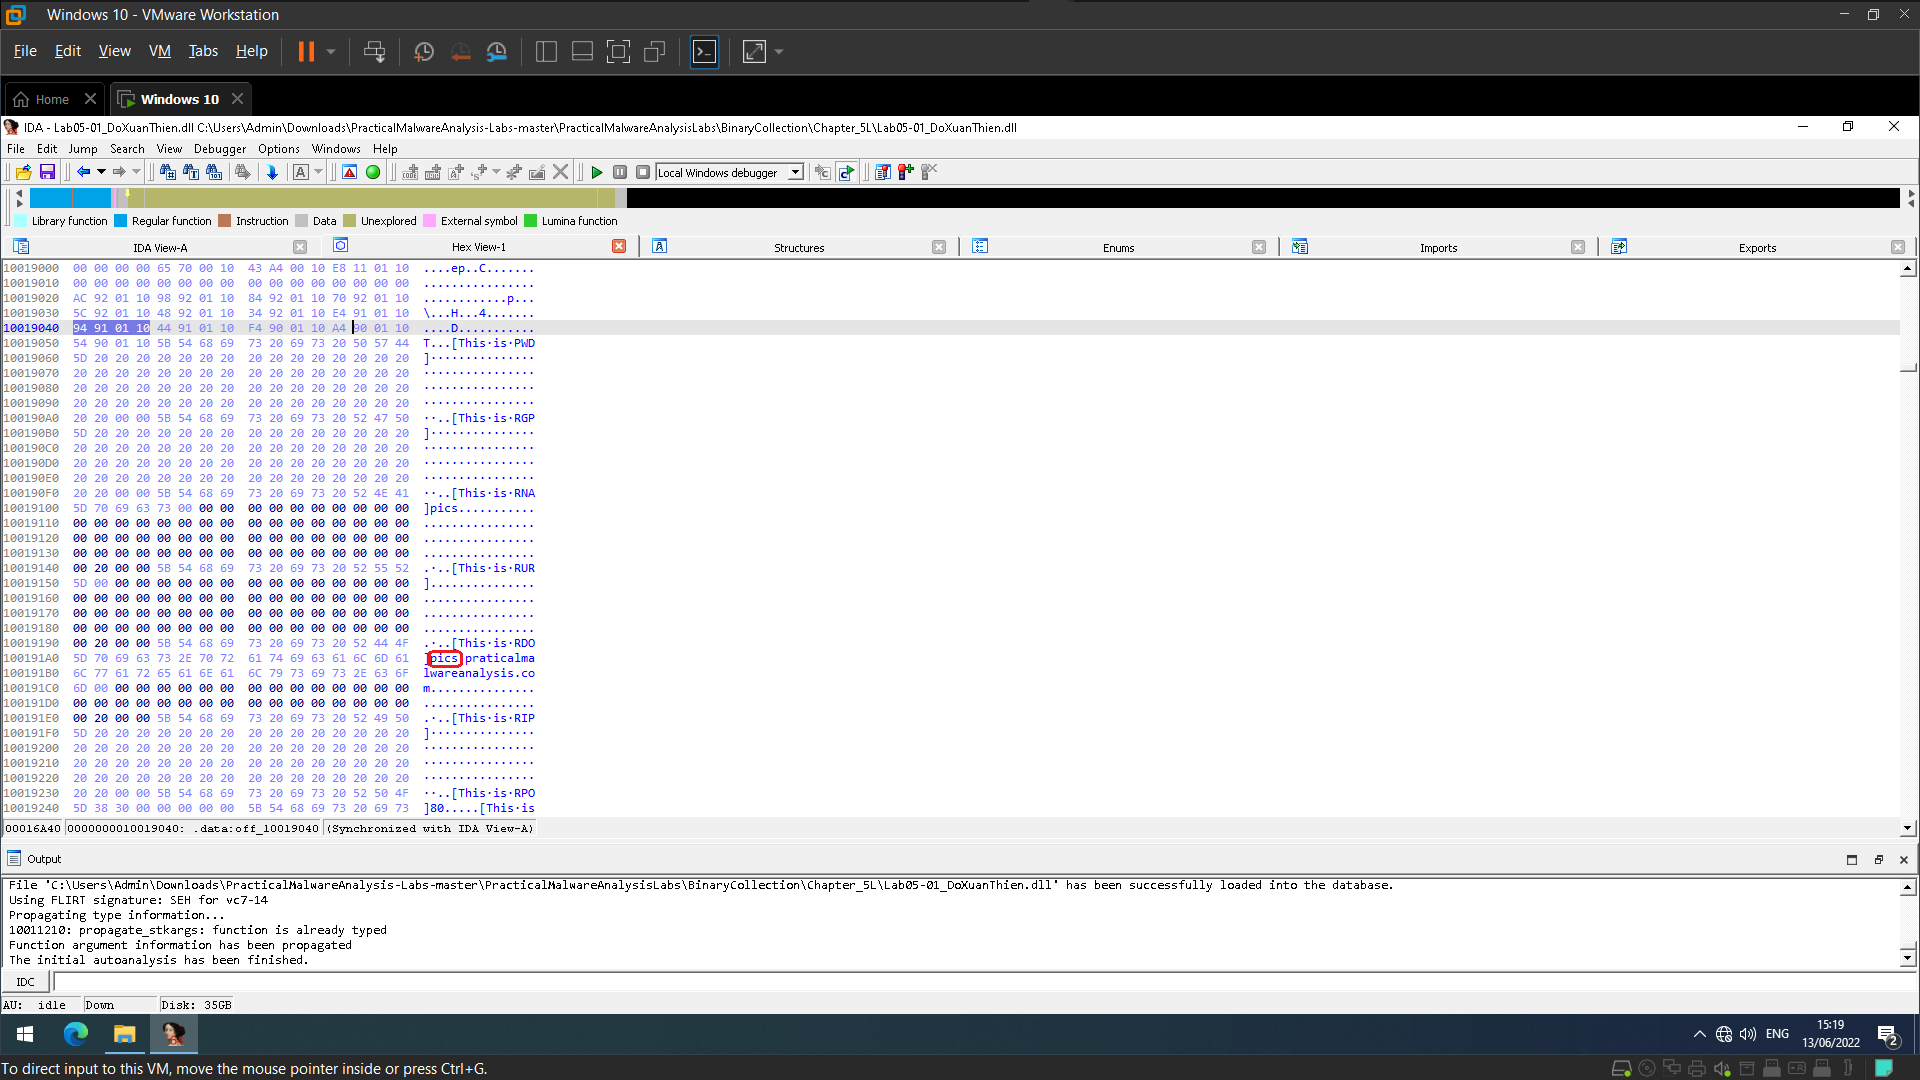 Windows 10 - VMware Workstation
File Edit View VM Tabs Help
Home Windows 10
IDA - Lab05-01_DoXuanThien.dll C:\Users\Admin\Downloads\PracticalMalwareAnalysis-Labs-master\PracticalMalwareAnalysisLabs\BinaryCollection\Chapter_5L\Lab05-01_DoXuanThien.dll
File Edit Jump Search View Debugger Options Windows Help
Local Windows debugger
Library function Regular function Instruction Data Unexplored External symbol Lumina function
IDA View-A Hex View-1 Structures Enums Imports Exports
10019000 00 00 00 00 65 70 00 10 43 A4 00 10 E8 11 01 10 ....ep..C.......
10019010 00 00 00 00 00 00 00 00 00 00 00 00 00 00 00 00 ................
10019020 AC 92 01 10 98 92 01 10 84 92 01 10 70 92 01 10 ............p...
10019030 5C 92 01 10 48 92 01 10 34 92 01 10 E4 91 01 10 \...H...4.......
10019040 94 91 01 10 44 91 01 10 F4 90 01 10 A4 90 01 10 ....D...........
10019050 54 90 01 10 5B 54 68 69 73 20 69 73 20 50 57 44 T...[This·is·PWD
10019060 5D 20 20 20 20 20 20 20 20 20 20 20 20 20 20 20 ]···············
10019070 20 20 20 20 20 20 20 20 20 20 20 20 20 20 20 20 ················
10019080 20 20 20 20 20 20 20 20 20 20 20 20 20 20 20 20 ················
10019090 20 20 20 20 20 20 20 20 20 20 20 20 20 20 20 20 ················
100190A0 20 20 00 00 5B 54 68 69 73 20 69 73 20 52 47 50 ··..[This·is·RGP
100190B0 5D 20 20 20 20 20 20 20 20 20 20 20 20 20 20 20 ]···············
100190C0 20 20 20 20 20 20 20 20 20 20 20 20 20 20 20 20 ················
100190D0 20 20 20 20 20 20 20 20 20 20 20 20 20 20 20 20 ················
100190E0 20 20 20 20 20 20 20 20 20 20 20 20 20 20 20 20 ················
100190F0 20 20 00 00 5B 54 68 69 73 20 69 73 20 52 4E 41 ··..[This·is·RNA
10019100 5D 70 69 63 73 00 00 00 00 00 00 00 00 00 00 00 ]pics...........
10019110 00 00 00 00 00 00 00 00 00 00 00 00 00 00 00 00 ................
10019120 00 00 00 00 00 00 00 00 00 00 00 00 00 00 00 00 ................
10019130 00 00 00 00 00 00 00 00 00 00 00 00 00 00 00 00 ................
10019140 00 20 00 00 5B 54 68 69 73 20 69 73 20 52 55 52 .·..[This·is·RUR
10019150 5D 00 00 00 00 00 00 00 00 00 00 00 00 00 00 00 ]...............
10019160 00 00 00 00 00 00 00 00 00 00 00 00 00 00 00 00 ................
10019170 00 00 00 00 00 00 00 00 00 00 00 00 00 00 00 00 ................
10019180 00 00 00 00 00 00 00 00 00 00 00 00 00 00 00 00 ................
10019190 00 20 00 00 5B 54 68 69 73 20 69 73 20 52 44 4F .·..[This·is·RDO
100191A0 5D 70 69 63 73 2E 70 72 61 74 69 63 61 6C 6D 61 ]pics.praticalma
100191B0 6C 77 61 72 65 61 6E 61 6C 79 73 69 73 2E 63 6F lwareanalysis.co
100191C0 6D 00 00 00 00 00 00 00 00 00 00 00 00 00 00 00 m...............
100191D0 00 00 00 00 00 00 00 00 00 00 00 00 00 00 00 00 ................
100191E0 00 20 00 00 5B 54 68 69 73 20 69 73 20 52 49 50 .·..[This·is·RIP
100191F0 5D 20 20 20 20 20 20 20 20 20 20 20 20 20 20 20 ]···············
10019200 20 20 20 20 20 20 20 20 20 20 20 20 20 20 20 20 ················
10019210 20 20 20 20 20 20 20 20 20 20 20 20 20 20 20 20 ················
10019220 20 20 20 20 20 20 20 20 20 20 20 20 20 20 20 20 ················
10019230 20 20 00 00 5B 54 68 69 73 20 69 73 20 52 50 4F ··..[This·is·RPO
10019240 5D 38 30 00 00 00 00 00 5B 54 68 69 73 20 69 73 ]80.....[This·is
00016A40 0000000010019040: .data:off_10019040 (Synchronized with IDA View-A)
Output
File 'C:\Users\Admin\Downloads\PracticalMalwareAnalysis-Labs-master\PracticalMalwareAnalysisLabs\BinaryCollection\Chapter_5L\Lab05-01_DoXuanThien.dll' has been successfully loaded into the database.
Using FLIRT signature: SEH for vc7-14
Propagating type information...
10011210: propagate_stkargs: function is already typed
Function argument information has been propagated
The initial autoanalysis has been finished.
IDC
AU: idle Down Disk: 35GB
ENG 15:19
13/06/2022 2
To direct input to this VM, move the mouse pointer inside or press Ctrl+G.